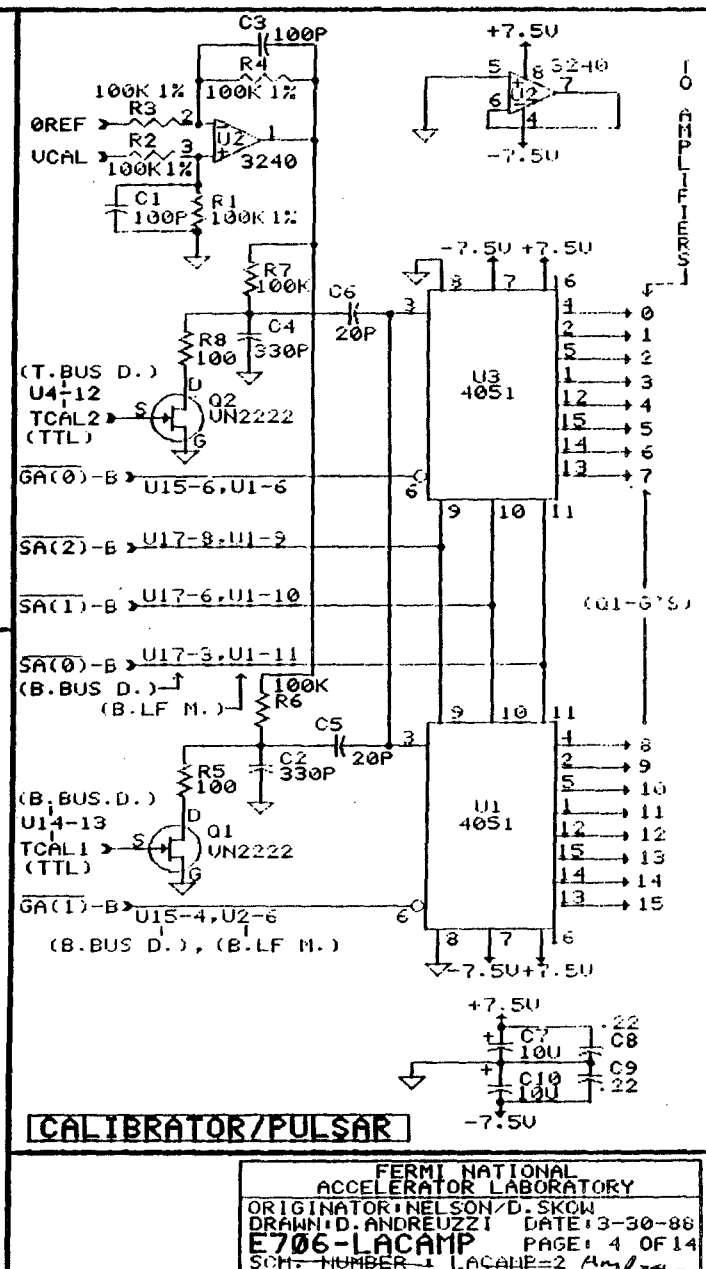 C3
100P
R4
100K 1%
100K 1%
R3
0REF
2
U2
1
3240
VCAL
R2
3
100K 1%
C1
100P
R1
100K 1%
+7.5V
5
8
3240
7
6
U2
4
-7.5V
TO AMPLIFIERS
R7
100K
C6
20P
C4
330P
R8
100
(T.BUS D.)
U4-12
TCAL2
(TTL)
S
D
Q2
VN2222
G
-7.5V +7.5V
8 7 16
3
U3
4051
4 0
2 1
5 2
1 3
12 4
15 5
14 6
13 7
GA(0)-B
U15-6,U1-6
6
9 10 11
SA(2)-B
U17-8,U1-9
SA(1)-B
U17-6,U1-10
(Q1-G'S)
SA(0)-B
U17-3,U1-11
(B.BUS D.)
(B.LF M.)
100K
R6
C5
20P
C2
330P
R5
100
(B.BUS.D.)
U14-13
TCAL1
(TTL)
S
D
Q1
VN2222
G
9 10 11
3
U1
4051
4 8
2 9
5 10
1 11
12 12
15 13
14 14
13 15
GA(1)-B
U15-4,U2-6
6
(B.BUS D.),(B.LF M.)
8 7 16
-7.5V+7.5V
+7.5V
+
C7
10U
.22
C8
+
C10
10U
C9
.22
-7.5V
CALIBRATOR/PULSAR
FERMI NATIONAL
ACCELERATOR LABORATORY
ORIGINATOR:NELSON/D.SKOW
DRAWN:D.ANDREUZZI DATE:3-30-86
E706-LACAMP PAGE: 4 OF 14
SCH. NUMBER